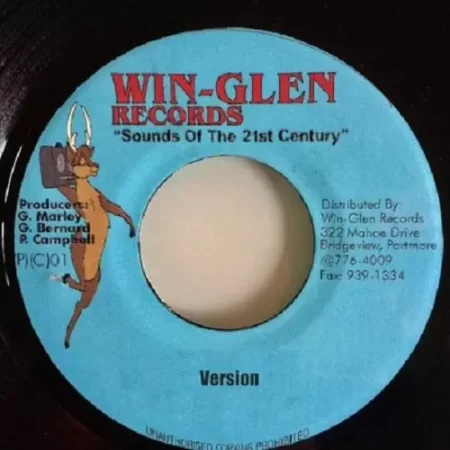 WIN-GLEN
RECORDS
"Sounds Of The 21st Century"
Producers:
G. Marley
G. Bernard
P. Campbell
(P)(C)01
Distributed By:
Win-Glen Records
322 Mahoe Drive
Bridgeview, Portmore
@776-4009
Fax: 939-1334
Version
UNAUTHORISED COPYING PROHIBITED